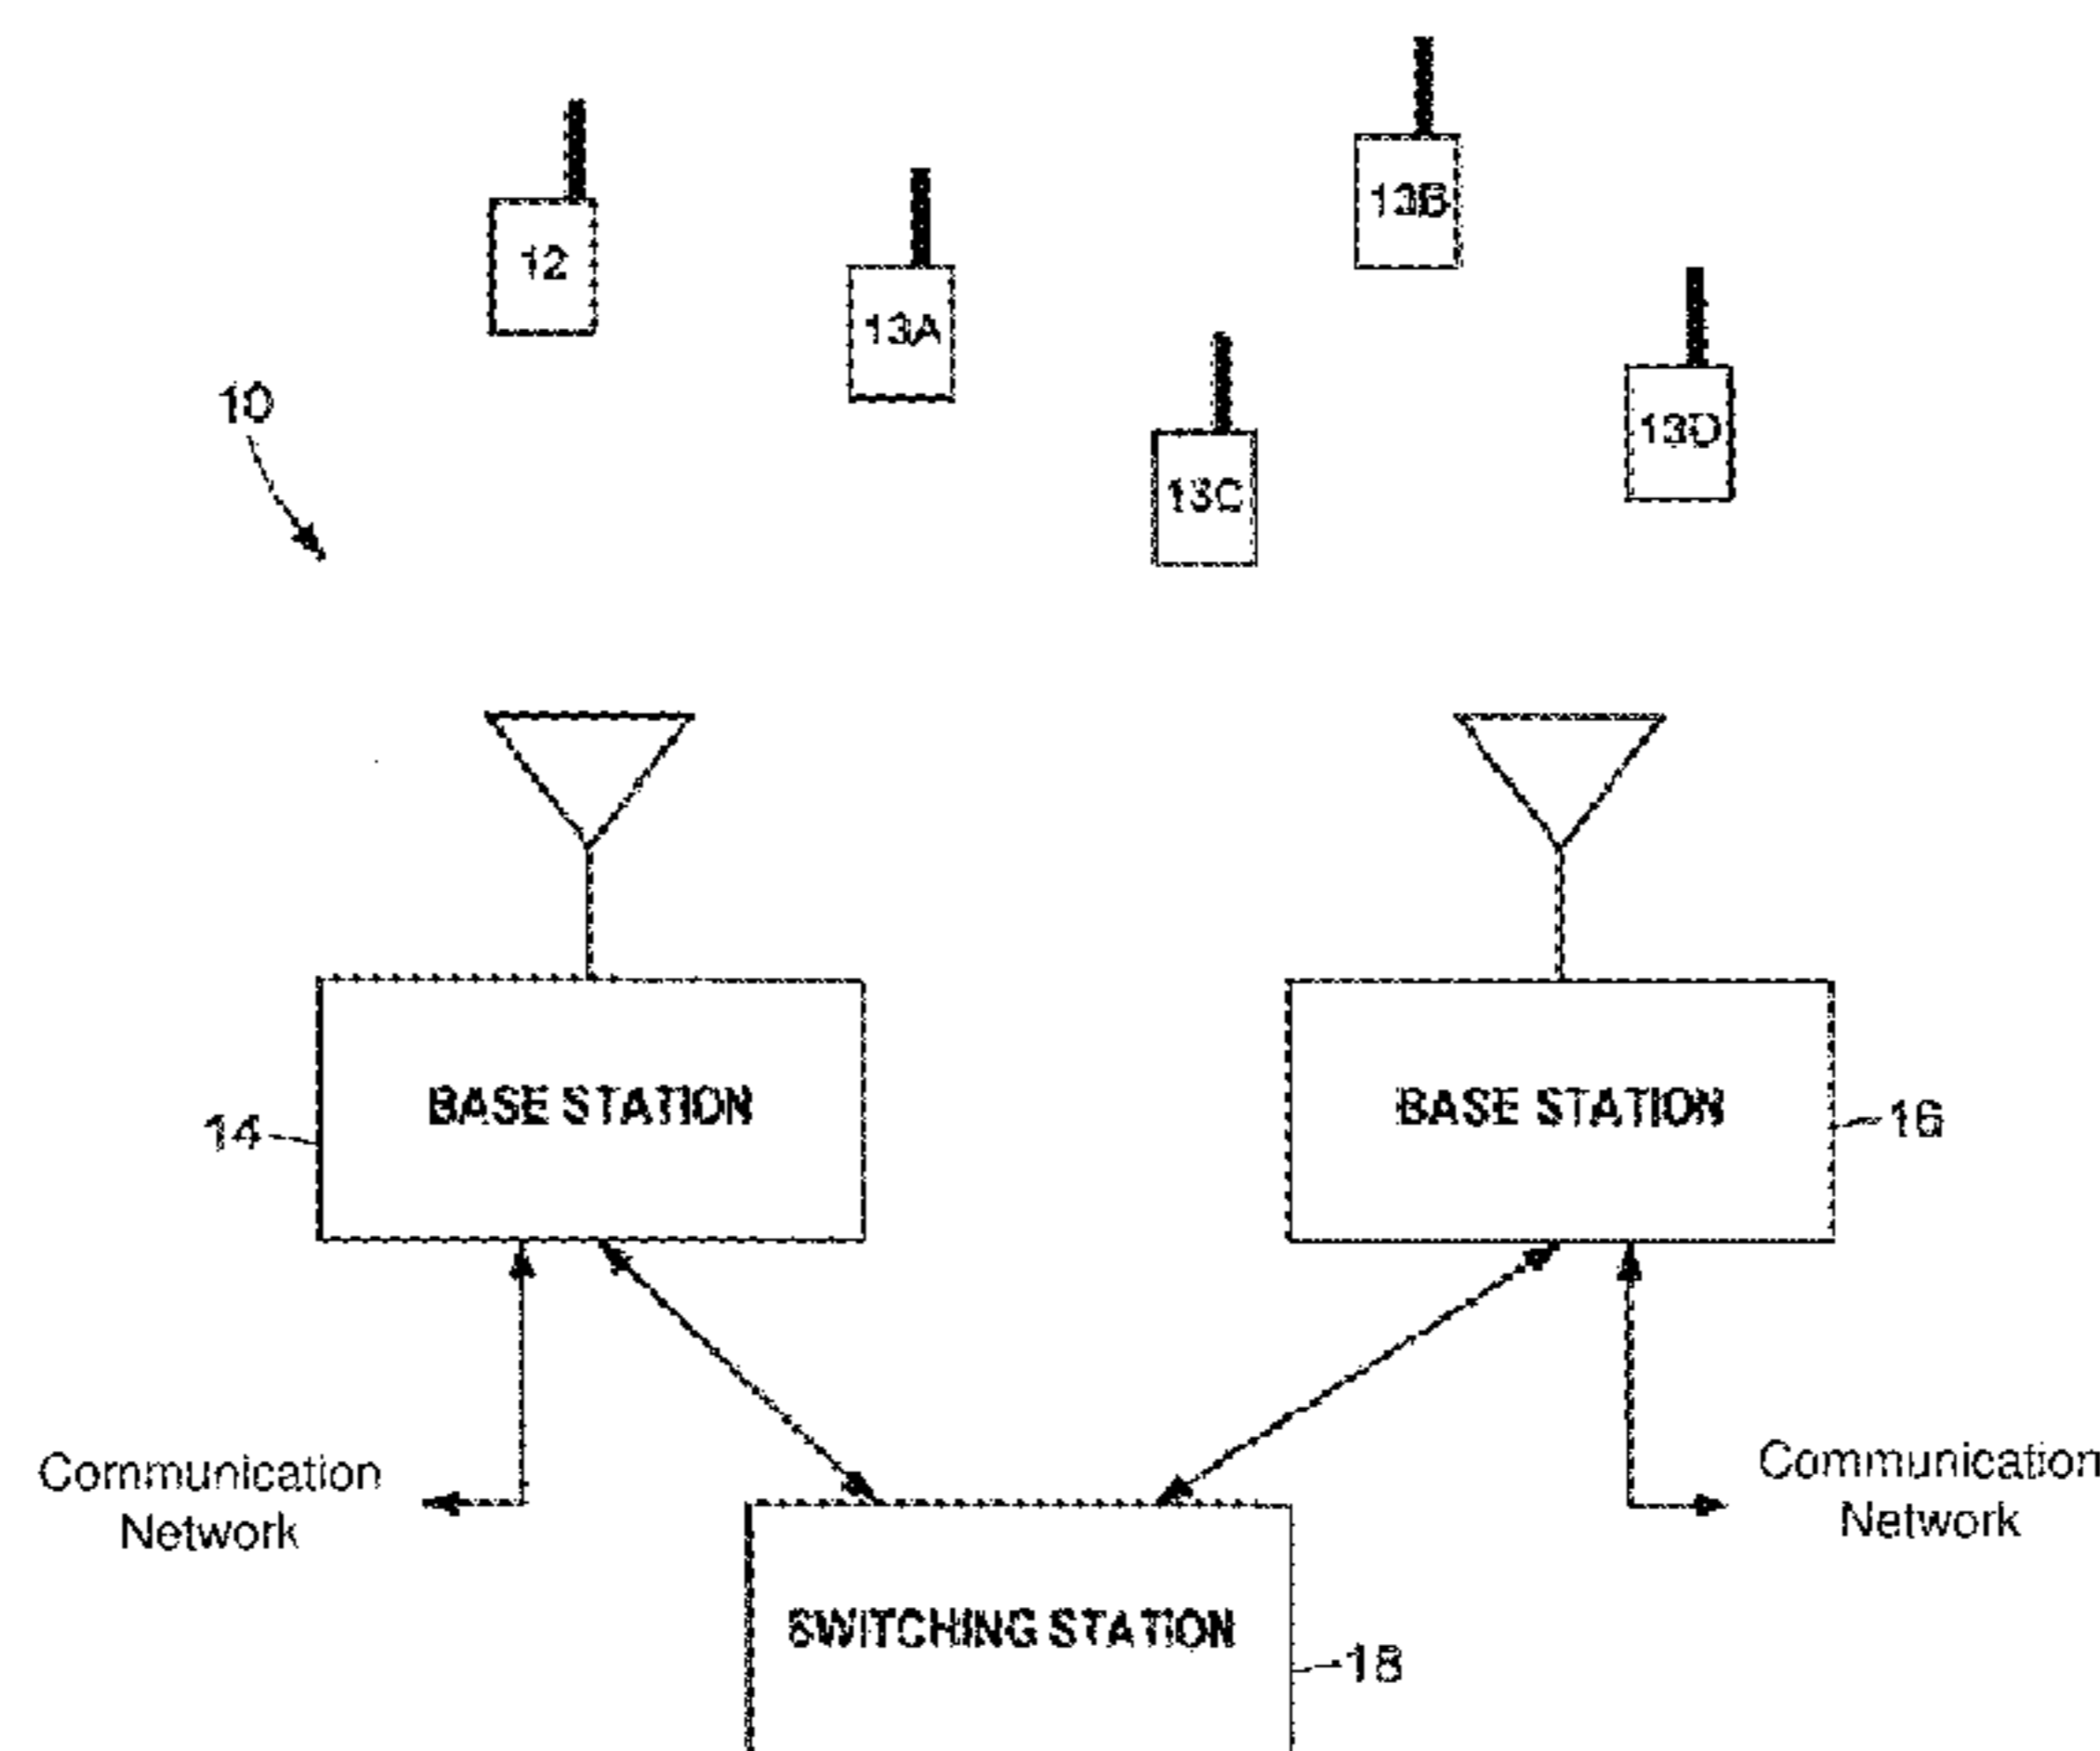 13B
12
13A
13D
10
13C
BASE STATION
BASE STATION
14
16
Communication
Network
Communication
Network
SWITCHING STATION
18